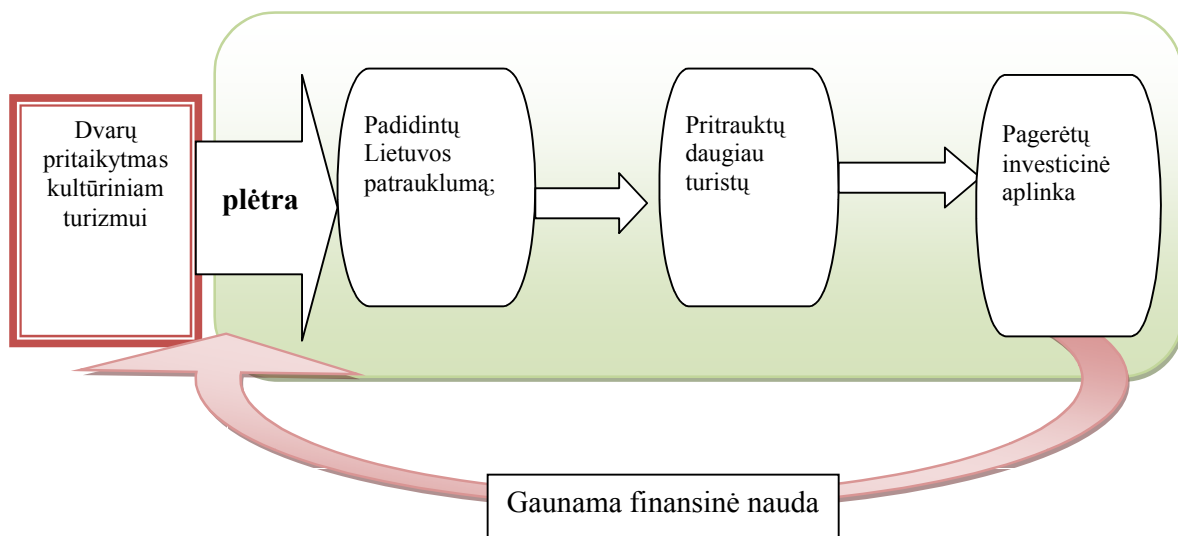 Dvarų
pritaikytmas
kultūriniam
turizmui
plėtra
Padidintų
Lietuvos
patrauklumą;
Pritrauktų
daugiau
turistų
Pagerėtų
investicinė
aplinka
Gaunama finansinė nauda